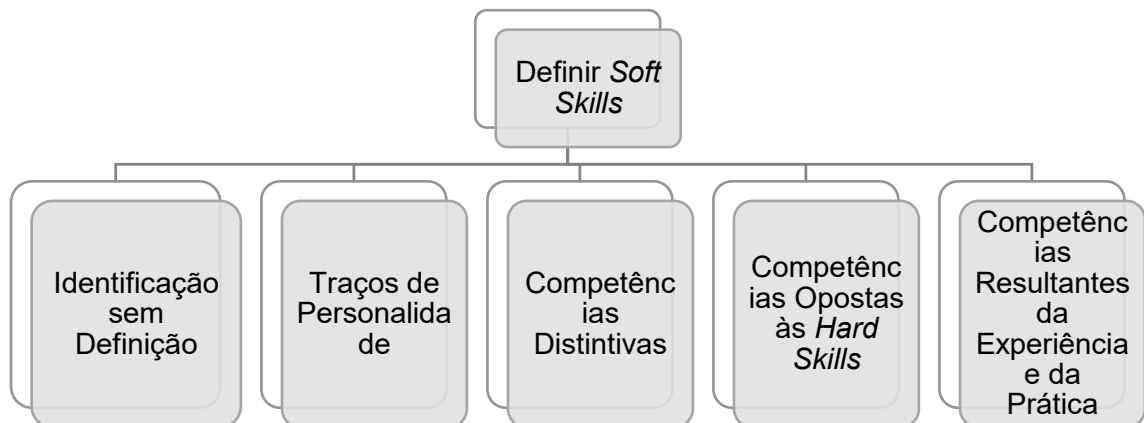 Definir Soft
Skills
Identificação
sem
Definição
Traços de
Personalida
de
Competênc
ias
Distintivas
Competênc
ias Opostas
às Hard
Skills
Competênc
ias
Resultantes
da
Experiência
e da
Prática